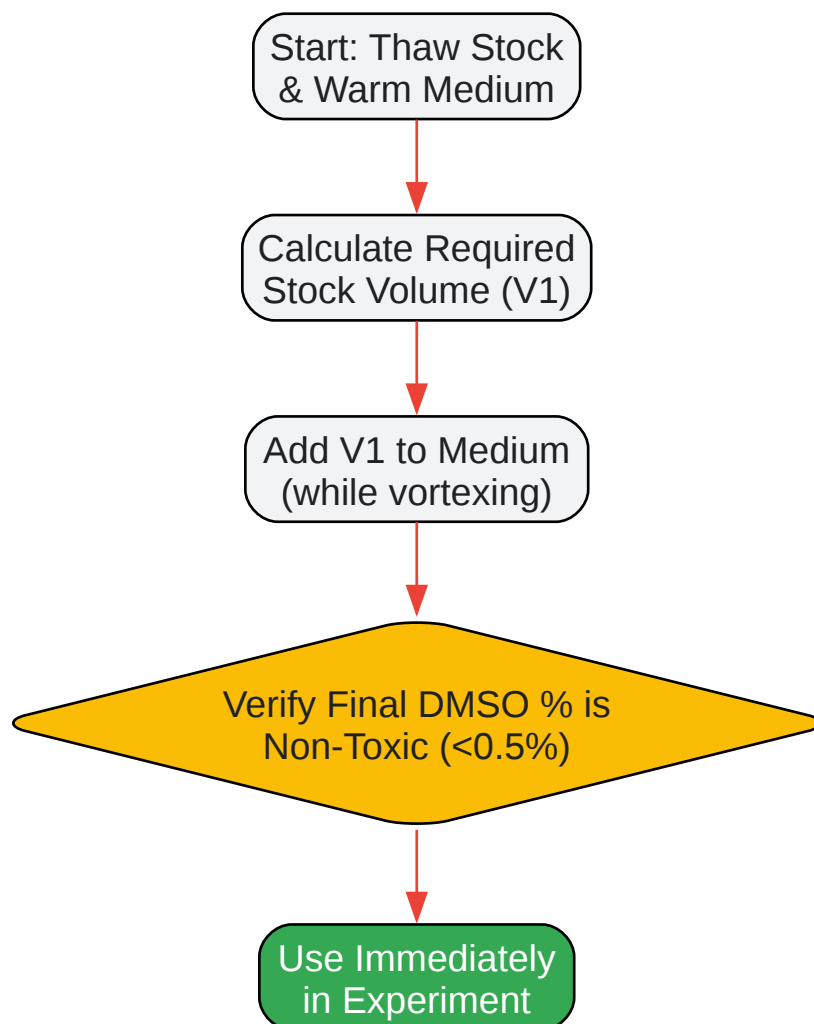 Start: Thaw Stock
& Warm Medium
Calculate Required
Stock Volume (V1)
Add V1 to Medium
(while vortexing)
Verify Final DMSO % is
Non-Toxic (<0.5%)
Use Immediately
in Experiment